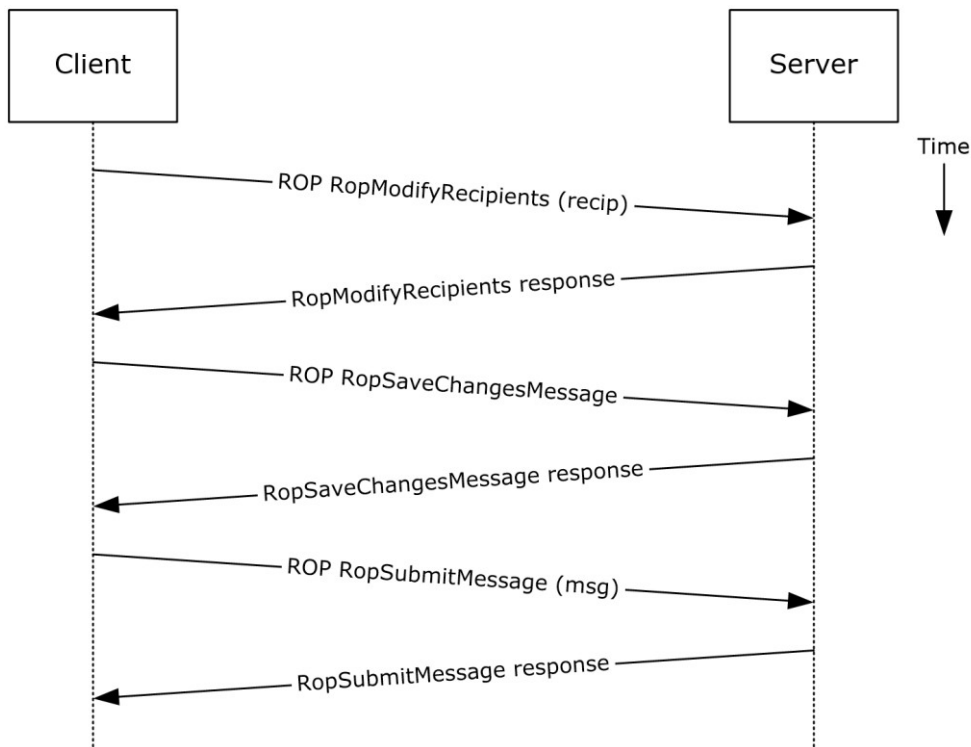 Client
Server
Time
ROP RopModifyRecipients (recip)
RopModifyRecipients response
ROP RopSaveChangesMessage
RopSaveChangesMessage response
ROP RopSubmitMessage (msg)
RopSubmitMessage response